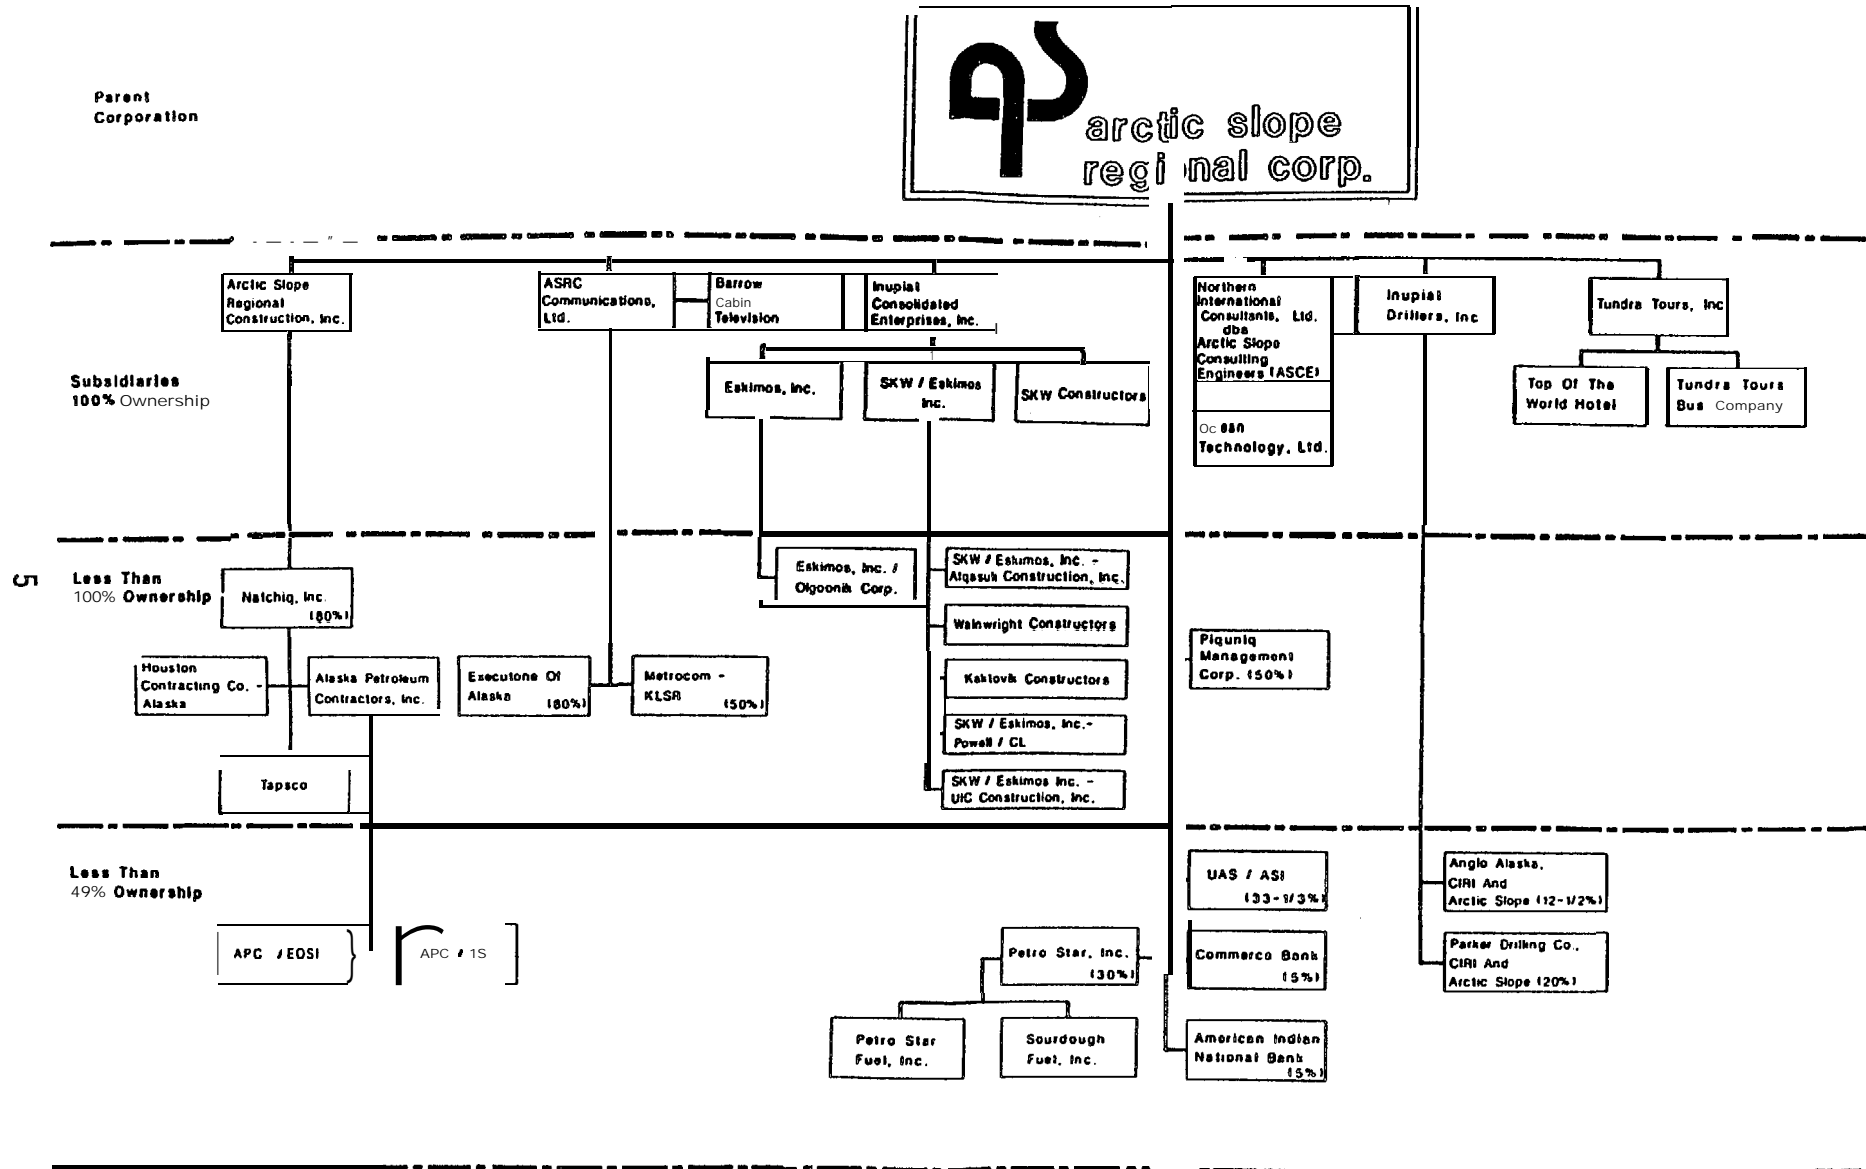 Parent
Corporation
arctic slope
regional corp.
Arctic Slope
Regional
Construction, Inc.
ASRC
Communications,
Ltd.
Barrow
Cabin
Television
Inupiat
Consolidated
Enterprises, Inc.
Northern
International
Consultants, Ltd.
dba
Arctic Slope
Consulting
Engineers (ASCE)
Inupiat
Drillers, Inc
Tundra Tours, Inc
Subsidiaries
100% Ownership
Eskimos, Inc.
SKW / Eskimos
Inc.
SKW Constructors
Top Of The
World Hotel
Tundra Tours
Bus Company
Technology, Ltd.
5
Less Than
100% Ownership
Natchiq, Inc.
(80%)
Eskimos, Inc. /
Olgoonik Corp.
SKW / Eskimos, Inc. -
Atqasuk Construction, Inc.
Wainwright Constructors
Houston
Contracting Co. -
Alaska
Alaska Petroleum
Contractors, Inc.
Executone Of
Alaska
(80%)
Metrocom -
KLSR
(50%)
Kaktovik Constructors
Piquniq
Management
Corp. (50%)
SKW / Eskimos, Inc.-
Powell / CL
Tapsco
SKW / Eskimos Inc. -
UIC Construction, Inc.
Less Than
49% Ownership
UAS / ASI
(33-1/3%)
Anglo Alaska,
CIRI And
Arctic Slope (12-1/2%)
APC / EOSI
APC / 1S
Petro Star, Inc.
(30%)
Commerce Bank
(5%)
Parker Drilling Co.,
CIRI And
Arctic Slope (20%)
Petro Star
Fuel, Inc.
Sourdough
Fuel, Inc.
American Indian
National Bank
(5%)